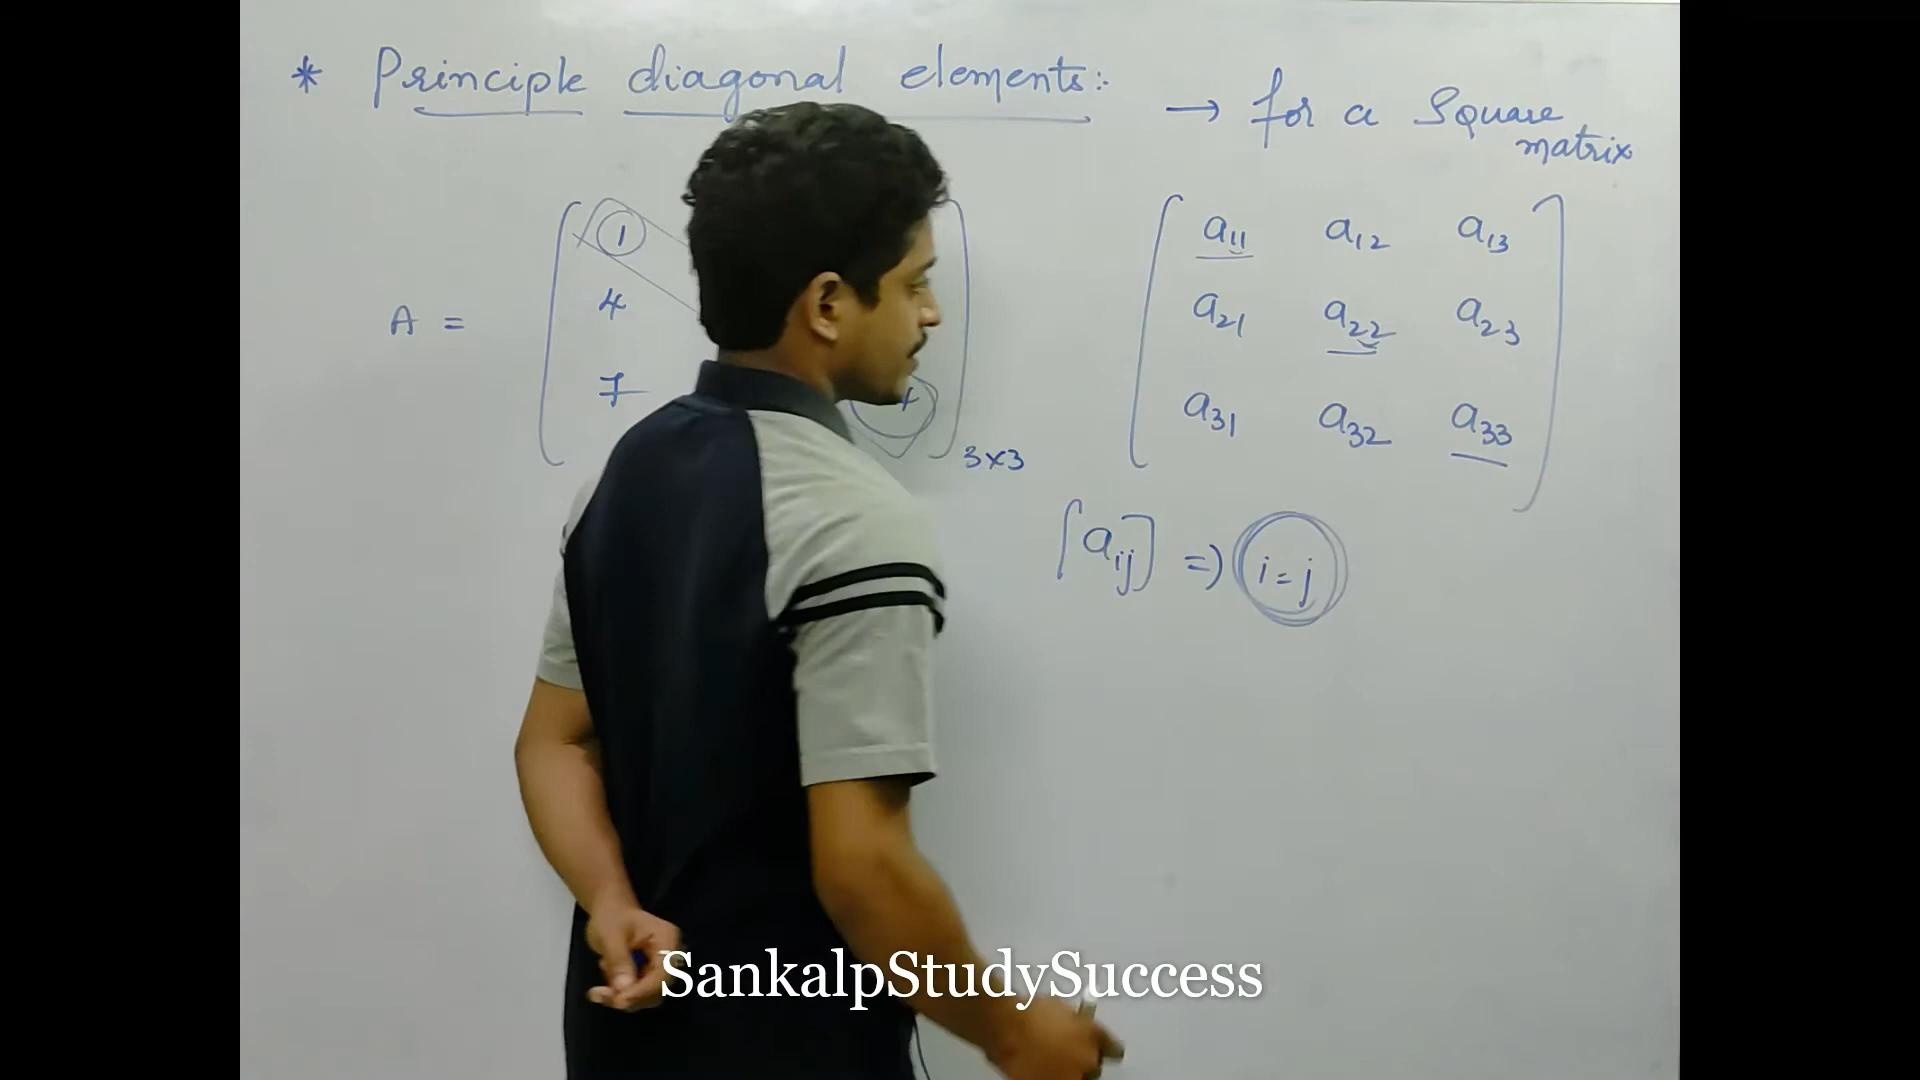 * Principle diagonal elements:
→ for a Square
matrix
1
4
7
A =
3×3
a11 a12 a13
a21 a22 a23
a31 a32 a33
[aij] => i = j
SankalpStudySuccess